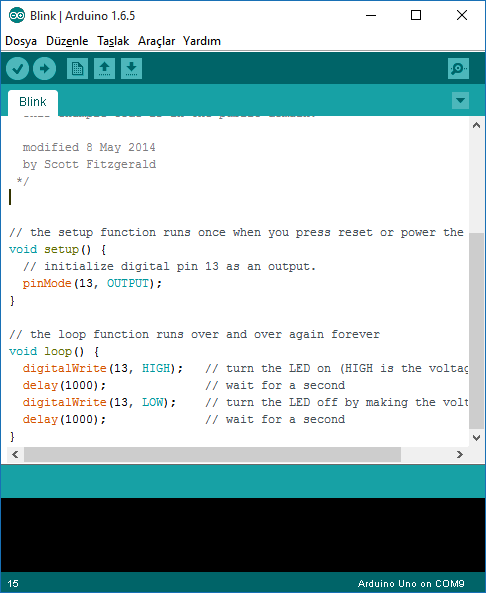 Blink | Arduino 1.6.5
Dosya Düzenle Taşlak Araçlar Yardım
Blink
modified 8 May 2014
by Scott Fitzgerald
*/
// the setup function runs once when you press reset or power the
void setup() {
// initialize digital pin 13 as an output.
pinMode(13, OUTPUT);
}
// the loop function runs over and over again forever
void loop() {
digitalWrite(13, HIGH); // turn the LED on (HIGH is the voltag
delay(1000); // wait for a second
digitalWrite(13, LOW); // turn the LED off by making the volt
delay(1000); // wait for a second
}
15 Arduino Uno on COM9